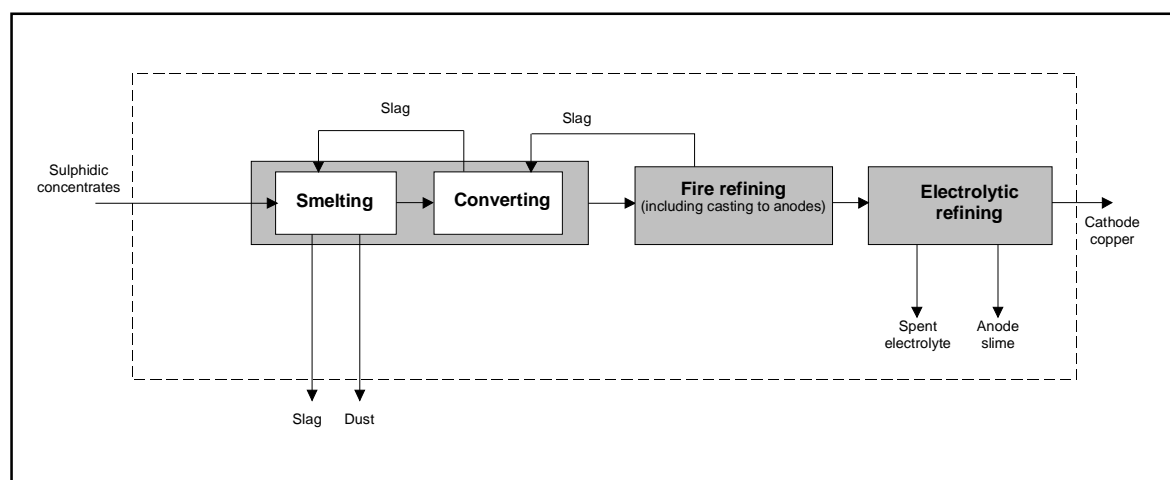 Slag
Slag
Sulphidic
concentrates
Smelting
Converting
Fire refining
(including casting to anodes)
Electrolytic
refining
Cathode
copper
Spent
electrolyte
Anode
slime
Slag
Dust